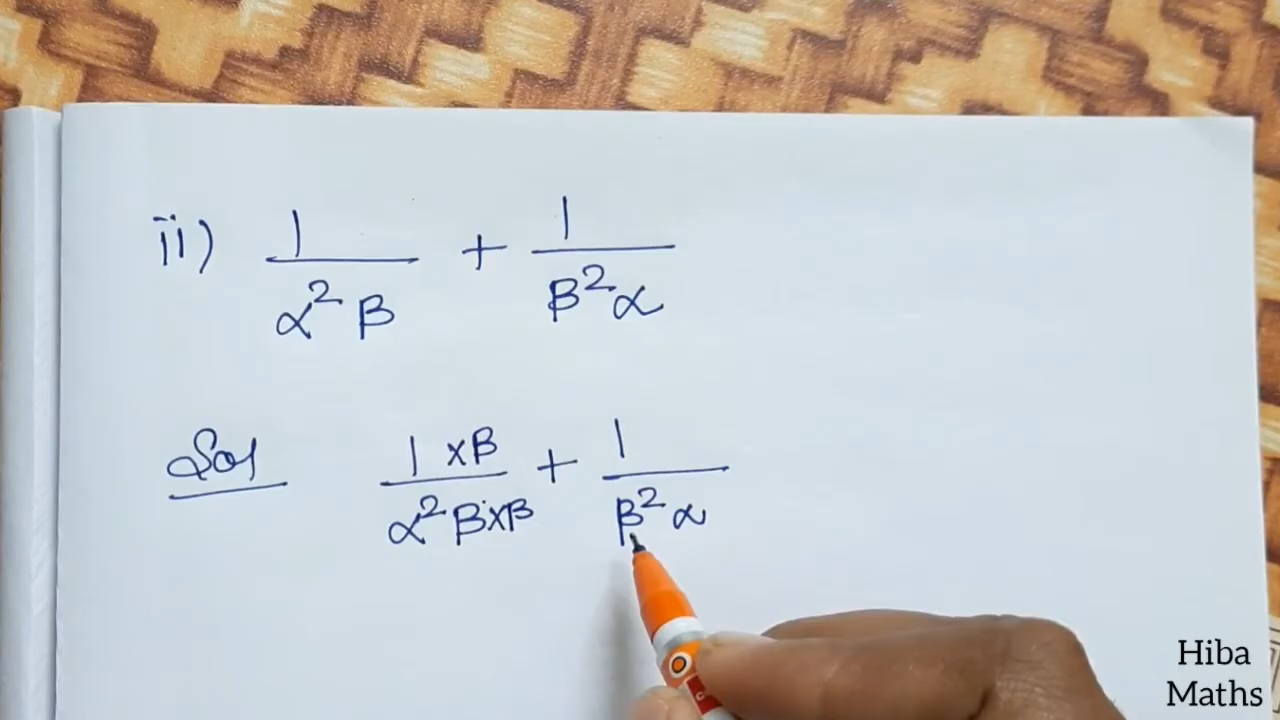 ii) 1/α²β + 1/β²α
Sol 1 ×β/α²β×β + 1/β²α
Hiba
Maths